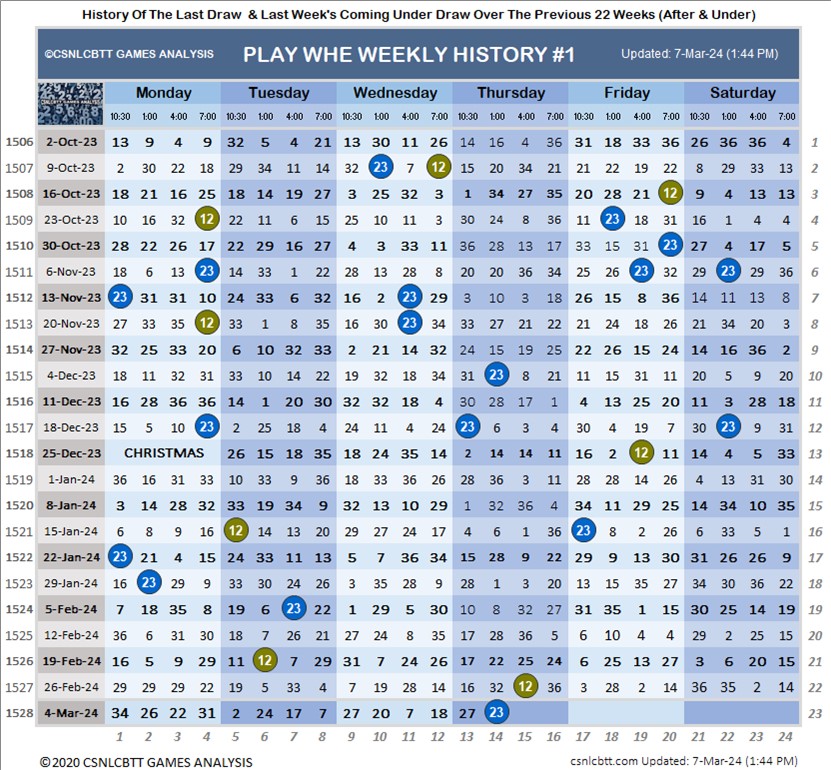 History Of The Last Draw & Last Week's Coming Under Draw Over The Previous 22 Weeks (After & Under)
©CSNLCBTT GAMES ANALYSIS PLAY WHE WEEKLY HISTORY #1 Updated: 7-Mar-24 (1:44 PM)
CSNLCBTT GAMES ANALYSIS
Monday Tuesday Wednesday Thursday Friday Saturday
10:30 1:00 4:00 7:00 10:30 1:00 4:00 7:00 10:30 1:00 4:00 7:00 10:30 1:00 4:00 7:00 10:30 1:00 4:00 7:00 10:30 1:00 4:00 7:00
1506 2-Oct-23 13 9 4 9 32 5 4 21 13 30 11 26 14 16 4 36 31 18 33 36 26 36 36 4 1
1507 9-Oct-23 2 30 22 18 29 34 11 14 32 23 7 12 15 20 34 21 21 22 19 22 8 29 33 13 2
1508 16-Oct-23 18 21 16 25 18 14 19 27 3 25 32 3 1 34 27 35 20 28 21 12 9 4 13 13 3
1509 23-Oct-23 10 16 32 12 22 11 6 15 25 10 11 3 30 24 8 36 11 23 18 31 16 1 4 4 4
1510 30-Oct-23 28 22 26 17 22 29 16 27 4 3 33 11 36 28 13 17 33 15 31 23 27 4 17 5 5
1511 6-Nov-23 18 6 13 23 14 33 1 22 28 13 28 8 20 20 36 34 25 26 23 32 22 23 29 36 6
1512 13-Nov-23 23 31 31 10 24 33 6 32 16 2 23 29 3 10 3 18 26 15 8 36 14 11 13 8 7
1513 20-Nov-23 27 33 35 12 33 1 8 35 16 30 23 34 33 27 21 22 21 24 18 26 21 34 20 3 8
1514 27-Nov-23 32 25 33 20 6 10 32 33 2 21 14 32 24 15 19 25 22 26 15 24 14 16 36 2 9
1515 4-Dec-23 18 11 32 31 33 10 14 22 19 32 18 34 31 23 8 21 11 15 31 11 20 5 9 20 10
1516 11-Dec-23 16 28 36 36 14 1 20 30 32 32 18 4 30 28 17 1 4 13 25 20 11 3 28 18 11
1517 18-Dec-23 15 5 10 23 2 25 18 4 24 11 4 24 23 6 3 4 30 4 19 7 30 23 9 31 12
1518 25-Dec-23 CHRISTMAS 26 15 18 35 18 24 35 14 2 14 14 11 16 2 12 11 14 4 5 33 13
1519 1-Jan-24 36 16 31 33 10 33 9 5 18 33 36 26 28 36 3 11 28 28 14 26 4 13 31 30 14
1520 8-Jan-24 3 14 28 32 33 19 34 9 32 13 10 29 1 32 36 4 34 11 29 25 14 34 10 35 15
1521 15-Jan-24 6 8 9 16 12 14 13 20 29 27 24 17 4 6 1 36 23 8 2 26 6 33 5 1 16
1522 22-Jan-24 23 21 4 15 24 33 11 13 5 7 36 34 15 28 9 21 29 9 13 30 31 26 26 9 17
1523 29-Jan-24 16 23 29 9 33 30 24 26 3 35 28 9 28 1 3 20 13 15 35 27 34 30 36 22 18
1524 5-Feb-24 7 18 35 8 19 6 23 22 1 29 5 30 10 8 32 27 31 35 1 15 30 25 14 19 19
1525 12-Feb-24 36 6 31 30 18 7 26 21 27 24 8 35 17 28 36 5 6 10 4 4 29 2 25 15 20
1526 19-Feb-24 16 5 9 29 11 12 7 29 31 7 24 26 17 22 25 24 6 25 13 27 3 6 20 15 21
1527 26-Feb-24 29 29 29 22 19 5 33 4 7 19 28 14 16 32 12 36 3 28 2 14 36 35 2 14 22
1528 4-Mar-24 34 26 22 31 2 24 17 7 27 20 7 18 27 23 23
1 2 3 4 5 6 7 8 9 10 11 12 13 14 15 16 17 18 19 20 21 22 23 24
©2020 CSNLCBTT GAMES ANALYSIS csnlcbtt.com Updated: 7-Mar-24 (1:44 PM)